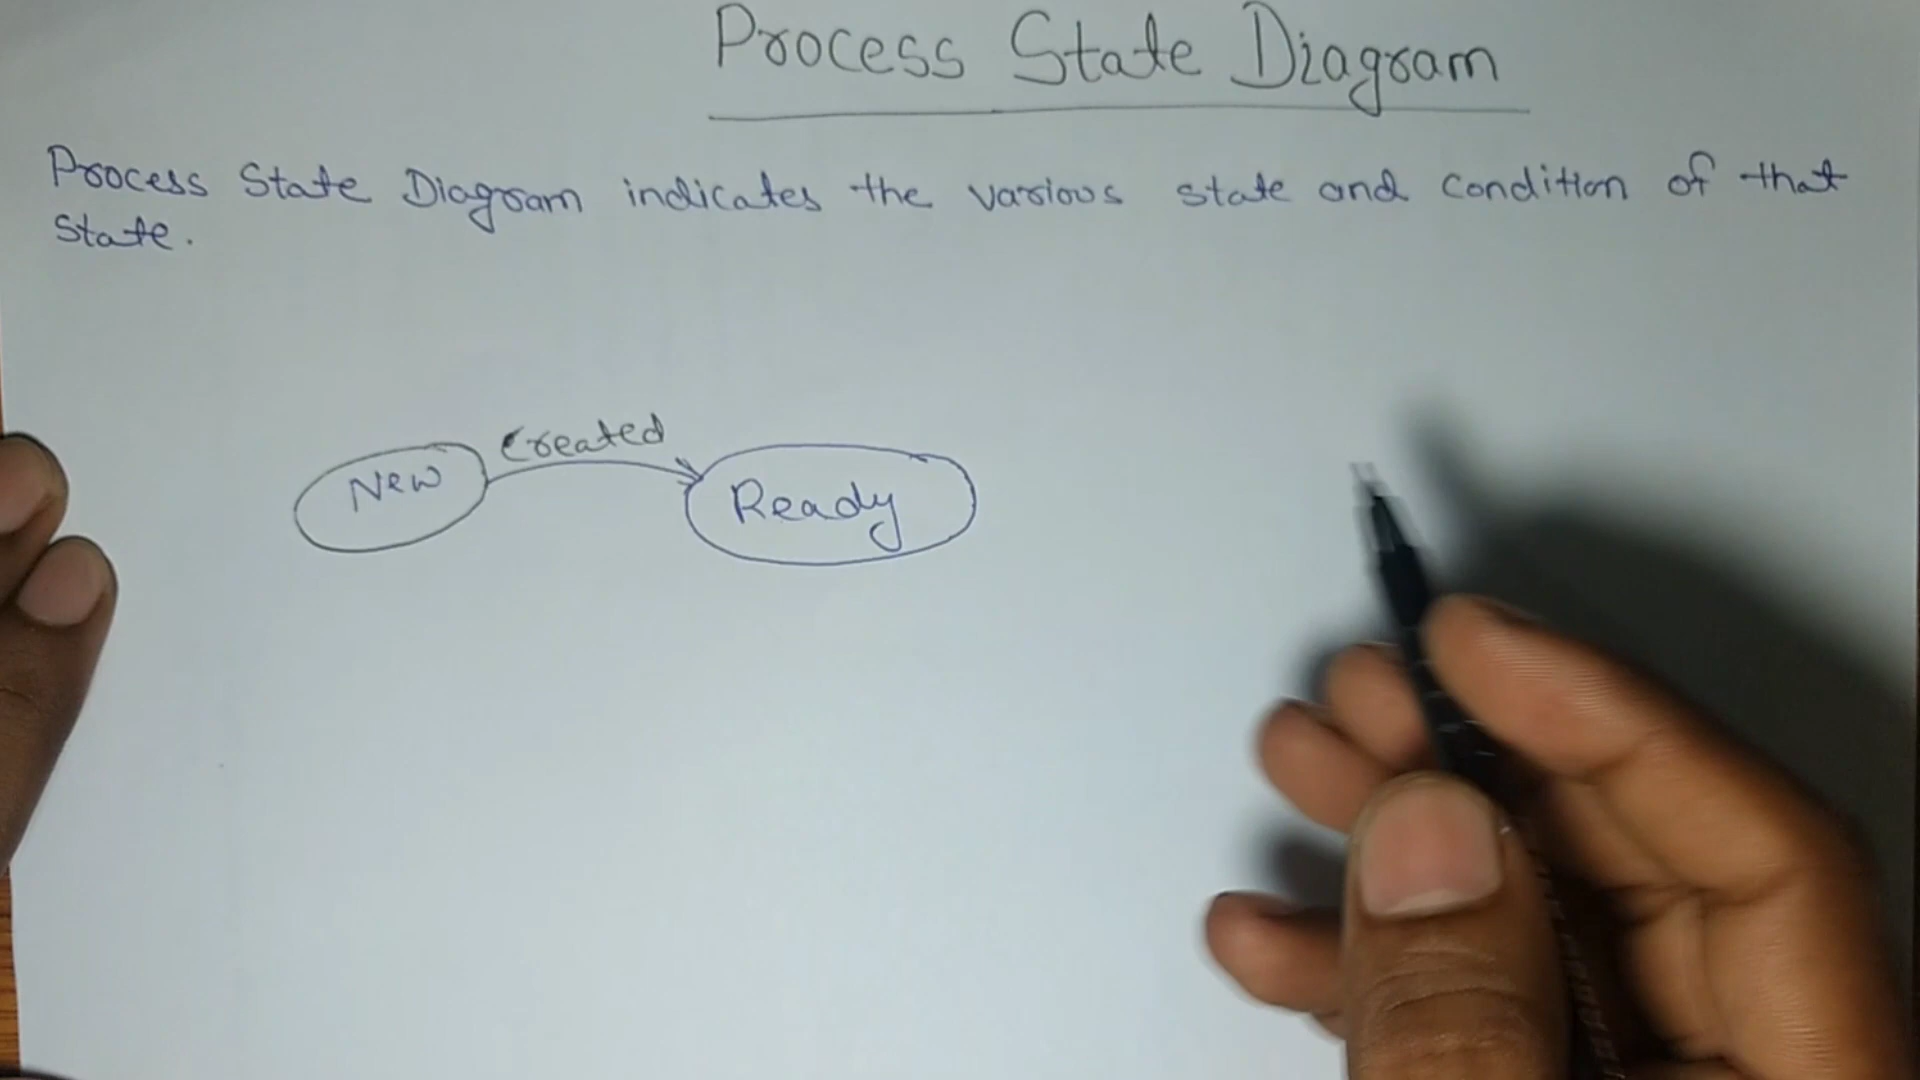 Process State Diagram
Process State Diagram indicates the various state and condition of that
state.
Created
New
Ready